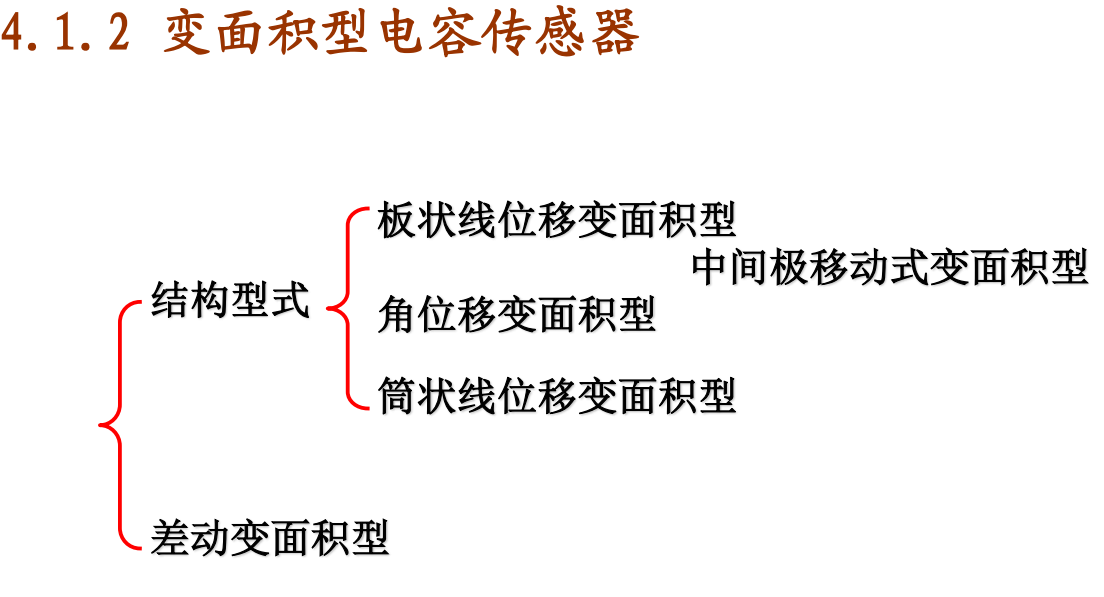 4.1.2 变面积型电容传感器
板状线位移变面积型
中间极移动式变面积型
结构型式
角位移变面积型
筒状线位移变面积型
差动变面积型